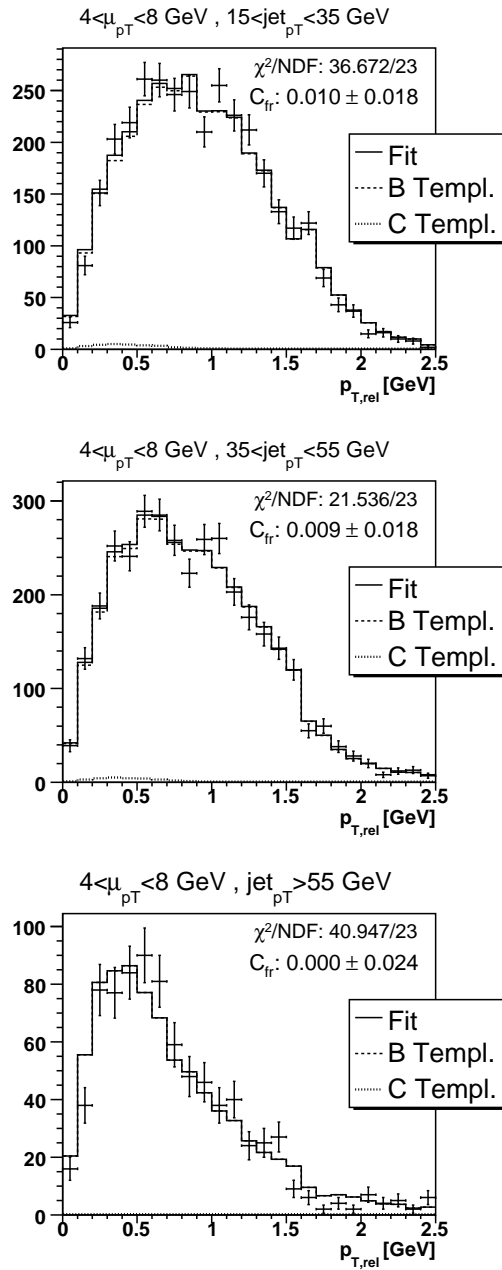 4<μpT<8 GeV , 15<jetpT<35 GeV
χ²/NDF: 36.672/23
Cfr: 0.010 ± 0.018
Fit
B Templ.
C Templ.
250
200
150
100
50
0
0 0.5 1 1.5 2 2.5
pT,rel [GeV]
4<μpT<8 GeV , 35<jetpT<55 GeV
χ²/NDF: 21.536/23
Cfr: 0.009 ± 0.018
Fit
B Templ.
C Templ.
300
200
100
0
0 0.5 1 1.5 2 2.5
pT,rel [GeV]
4<μpT<8 GeV , jetpT>55 GeV
χ²/NDF: 40.947/23
Cfr: 0.000 ± 0.024
Fit
B Templ.
C Templ.
100
80
60
40
20
0
0 0.5 1 1.5 2 2.5
pT,rel [GeV]